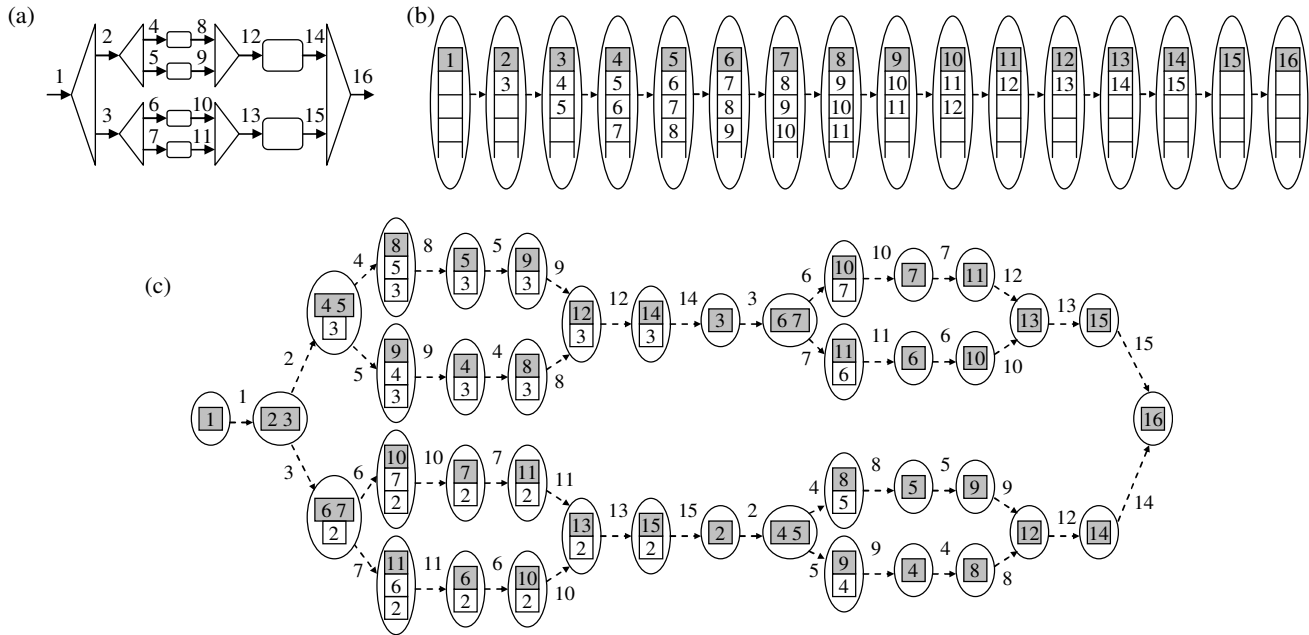 (a)
2 4 8 12 14
5 9
1 16
6 10
3 7 11 13 15
(b)
1 2 3 4 5 6 7 8 9 10 11 12 13 14 15 16
3 4 5 6 7 8 9 10 11 12 13 14 15
5 6 7 8 9 10 11 12
7 8 9 10 11
(c)
4 8 8 5 5 9 9 6 10 10 7 7 11 12
5 3 3 7
3
4 5 12 12 14 14 3 3 6 7 13 13 15
3 3 3
2 5 9 9 4 4 8 8 7 11 11 6 6 10 10 15
4 3 3 6
3
1 1 2 3 16
3 6 10 10 7 7 11 11 4 8 8 5 5 9 9 14
7 2 2 5
2
6 7 13 13 15 15 2 2 4 5 12 12 14
2 2 2
7 11 11 6 6 10 10 5 9 9 4 4 8 8
6 2 2 4
2